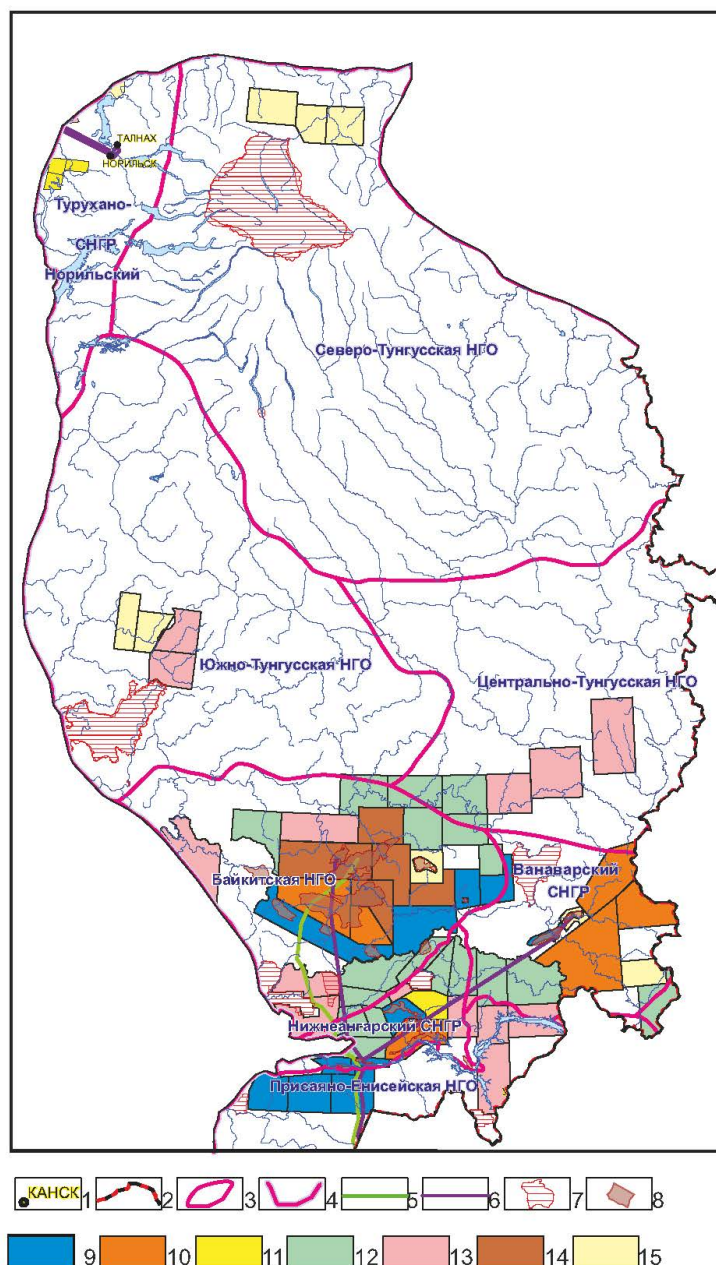 ТАЛНАХ
НОРИЛЬСК
Турухано-
СНГР
Норильский
Северо-Тунгусская НГО
Южно-Тунгусская НГО
Центрально-Тунгусская НГО
Байкитская НГО
Ванаварский
СНГР
Нижнеангарский СНГР
Присаяно-Енисейская НГО
КАНСК 1 2 3 4 5 6 7 8
9 10 11 12 13 14 15